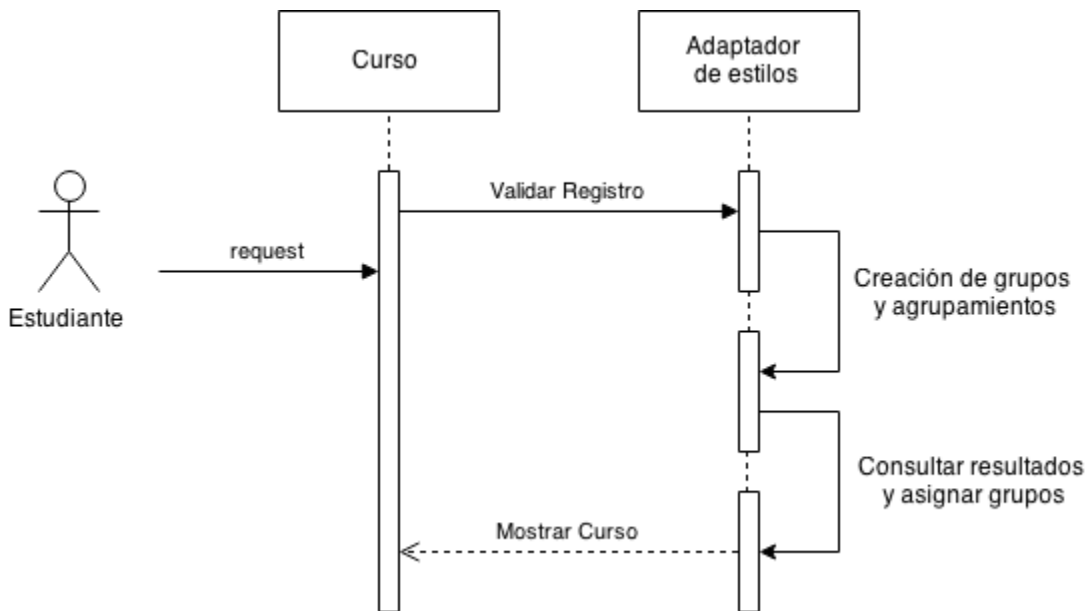 Curso
Adaptador
de estilos
Validar Registro
request
Estudiante
Creación de grupos
y agrupamientos
Consultar resultados
y asignar grupos
Mostrar Curso